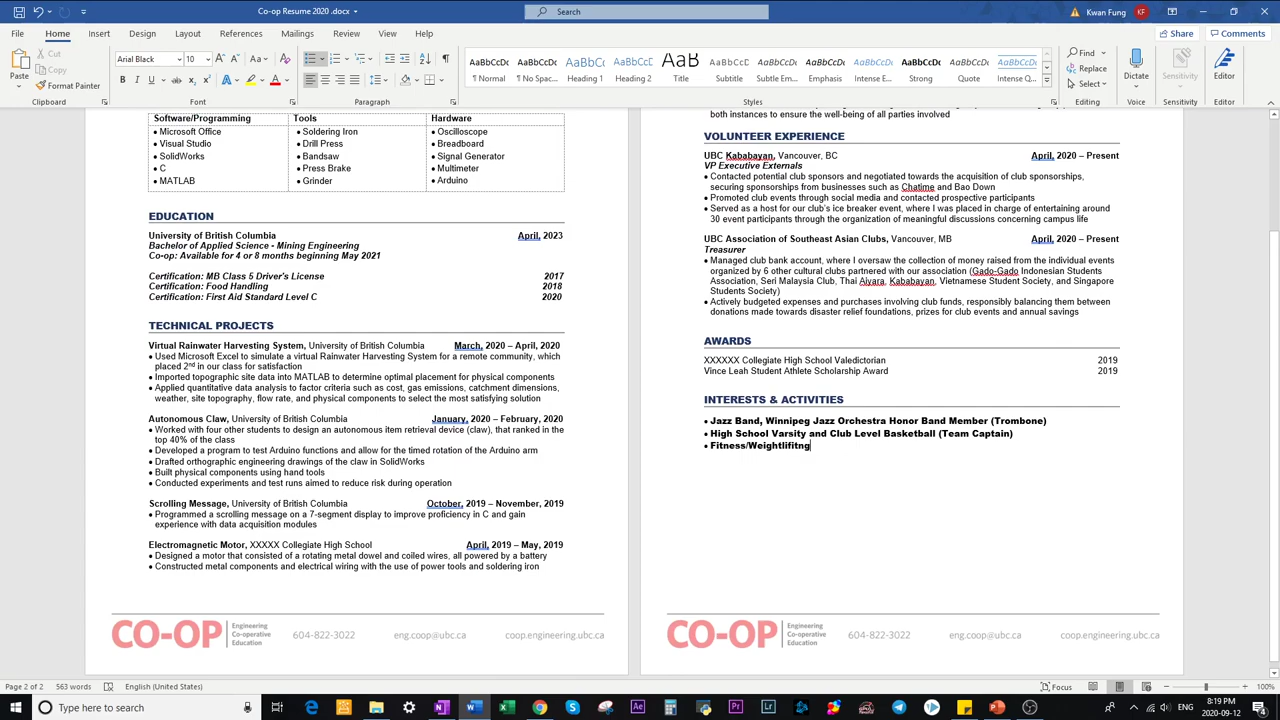 Co-op Resume 2020 .docx
Search
Kwan Fung
File Home Insert Design Layout References Mailings Review View Help
Share
Comments
Paste
Cut
Copy
Format Painter
Arial Black
10
Find
Replace
Select
Dictate
Sensitivity
Editor
AaBbCcDc AaBbCcDc AaBbCc AaBbCcD AaB AaBbCcD AaBbCcDc AaBbCcDc AaBbCcDc AaBbCcDc AaBbCcDc AaBbCcDc
¶ Normal
¶ No Spac...
Heading 1
Heading 2
Title
Subtitle
Subtle Em...
Emphasis
Intense E...
Strong
Quote
Intense Q...
Clipboard
Font
Paragraph
Styles
Editing
Voice
Sensitivity
Editor
Software/Programming Tools Hardware
• Microsoft Office • Soldering Iron • Oscilloscope
• Visual Studio • Drill Press • Breadboard
• SolidWorks • Bandsaw • Signal Generator
• C • Press Brake • Multimeter
• MATLAB • Grinder • Arduino
EDUCATION
University of British Columbia April, 2023
Bachelor of Applied Science - Mining Engineering
Co-op: Available for 4 or 8 months beginning May 2021
Certification: MB Class 5 Driver's License 2017
Certification: Food Handling 2018
Certification: First Aid Standard Level C 2020
TECHNICAL PROJECTS
Virtual Rainwater Harvesting System, University of British Columbia March, 2020 – April, 2020
• Used Microsoft Excel to simulate a virtual Rainwater Harvesting System for a remote community, which
placed 2nd in our class for satisfaction
• Imported topographic site data into MATLAB to determine optimal placement for physical components
• Applied quantitative data analysis to factor criteria such as cost, gas emissions, catchment dimensions,
weather, site topography, flow rate, and physical components to select the most satisfying solution
Autonomous Claw, University of British Columbia January, 2020 – February, 2020
• Worked with four other students to design an autonomous item retrieval device (claw), that ranked in the
top 40% of the class
• Developed a program to test Arduino functions and allow for the timed rotation of the Arduino arm
• Drafted orthographic engineering drawings of the claw in SolidWorks
• Built physical components using hand tools
• Conducted experiments and test runs aimed to reduce risk during operation
Scrolling Message, University of British Columbia October, 2019 – November, 2019
• Programmed a scrolling message on a 7-segment display to improve proficiency in C and gain
experience with data acquisition modules
Electromagnetic Motor, XXXXX Collegiate High School April, 2019 – May, 2019
• Designed a motor that consisted of a rotating metal dowel and coiled wires, all powered by a battery
• Constructed metal components and electrical wiring with the use of power tools and soldering iron
CO-OP
Engineering
Co-operative
Education
604-822-3022 eng.coop@ubc.ca coop.engineering.ubc.ca
both instances to ensure the well-being of all parties involved
VOLUNTEER EXPERIENCE
UBC Kababayan, Vancouver, BC April, 2020 – Present
VP Executive Externals
• Contacted potential club sponsors and negotiated towards the acquisition of club sponsorships,
securing sponsorships from businesses such as Chatime and Bao Down
• Promoted club events through social media and contacted prospective participants
• Served as a host for our club's ice breaker event, where I was placed in charge of entertaining around
30 event participants through the organization of meaningful discussions concerning campus life
UBC Association of Southeast Asian Clubs, Vancouver, MB April, 2020 – Present
Treasurer
• Managed club bank account, where I oversaw the collection of money raised from the individual events
organized by 6 other cultural clubs partnered with our association (Gado-Gado Indonesian Students
Association, Seri Malaysia Club, Thai Aiyara, Kababayan, Vietnamese Student Society, and Singapore
Students Society)
• Actively budgeted expenses and purchases involving club funds, responsibly balancing them between
donations made towards disaster relief foundations, prizes for club events and annual savings
AWARDS
XXXXXX Collegiate High School Valedictorian 2019
Vince Leah Student Athlete Scholarship Award 2019
INTERESTS & ACTIVITIES
• Jazz Band, Winnipeg Jazz Orchestra Honor Band Member (Trombone)
• High School Varsity and Club Level Basketball (Team Captain)
• Fitness/Weightlifitng
CO-OP
Engineering
Co-operative
Education
604-822-3022 eng.coop@ubc.ca coop.engineering.ubc.ca
Page 2 of 2 563 words English (United States)
Focus
100%
Type here to search
ENG
8:19 PM
2020-09-12